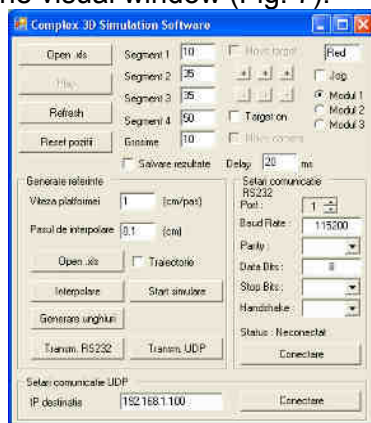 he visual window (Fig. 7).
Complex 3D Simulation Software
Open .xls Segment 1 10 Move target Red
Play Segment 2 35 Jog
Segment 3 35 Modul 1
Refresh Segment 4 50 Target on Modul 2
Modul 3
Reset pozitii Grosime 10 Move camera
Salvare rezultate Delay 20 ms
Generare referinte
Viteza platformei 1 (cm/pas)
Pasul de interpolare 0.1 (cm)
Open .xls Traiectorie
Interpolare Start simulare
Generare unghiuri
Transm. RS232 Transm. UDP
Setari comunicatie
RS232
Port : 1
Baud Rate : 115200
Parity :
Data Bits : 8
Stop Bits :
Handshake :
Status : Neconectat
Conectare
Setari comunicatie UDP
IP destinatie 192.168.1.100 Conectare